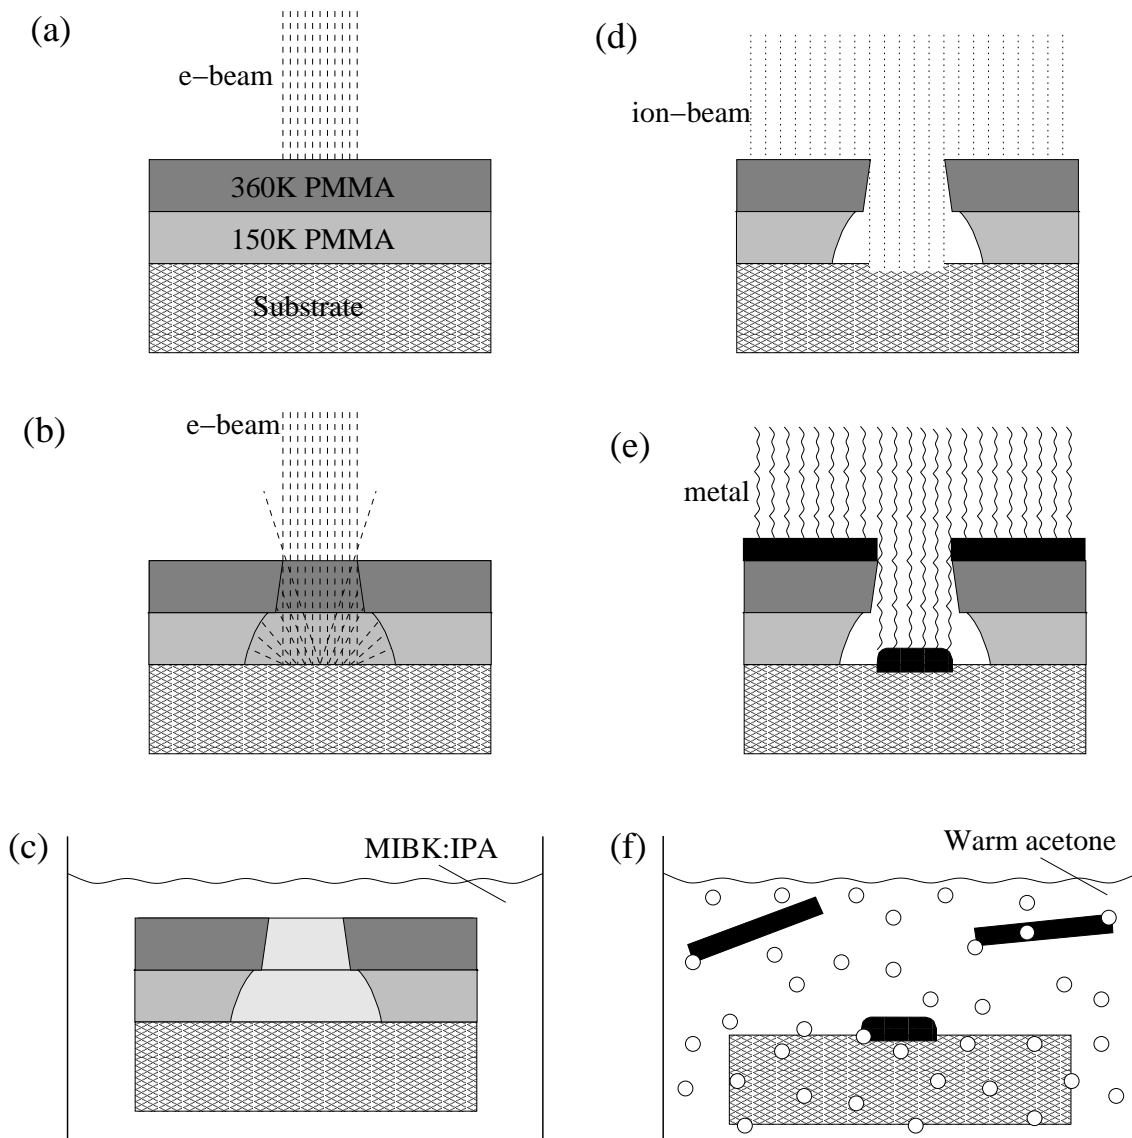 (a)
e−beam
360K PMMA
150K PMMA
Substrate
(b)
e−beam
(c)
MIBK:IPA
(d)
ion−beam
(e)
metal
(f)
Warm acetone